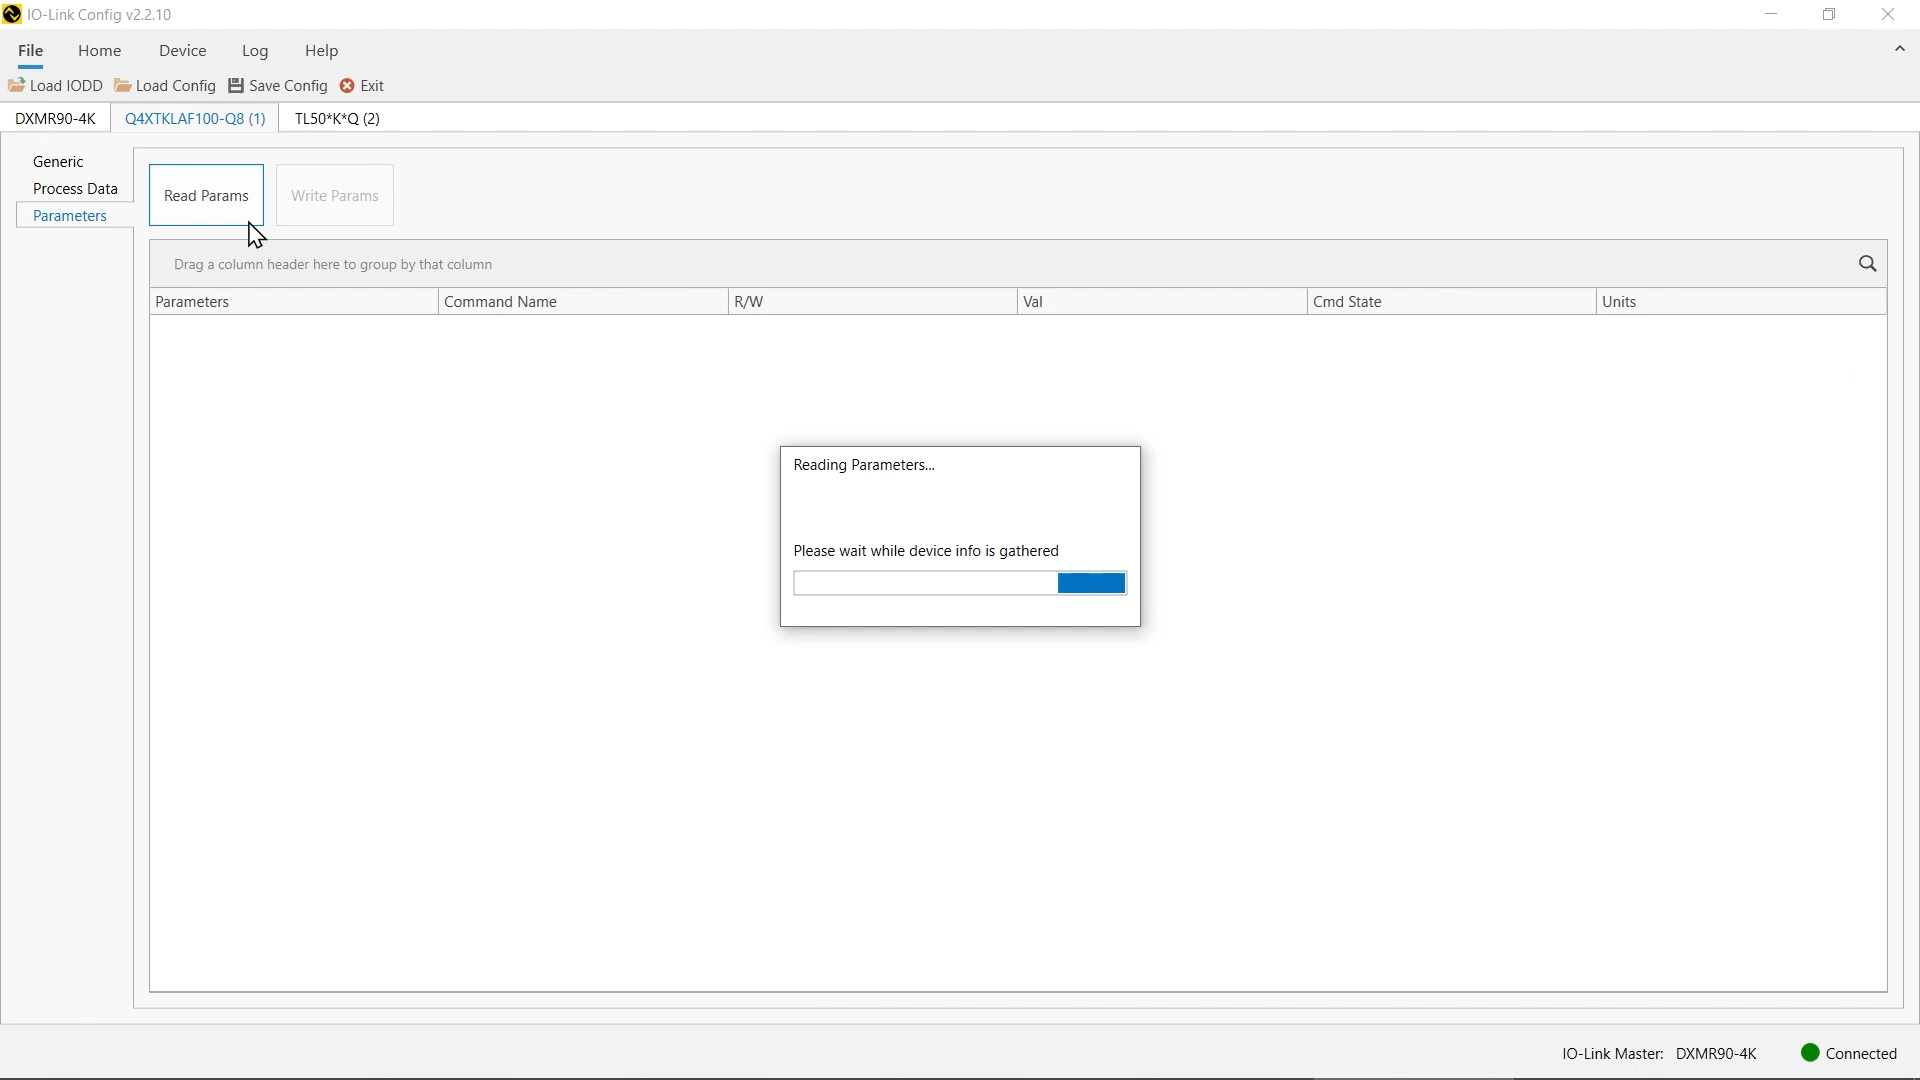 IO-Link Config v2.2.10
File Home Device Log Help
Load IODD Load Config Save Config Exit
DXMR90-4K Q4XTKLAF100-Q8 (1) TL50*K*Q (2)
Generic
Process Data
Parameters
Read Params Write Params
Drag a column header here to group by that column
Parameters Command Name R/W Val Cmd State Units
Reading Parameters...
Please wait while device info is gathered
IO-Link Master: DXMR90-4K Connected